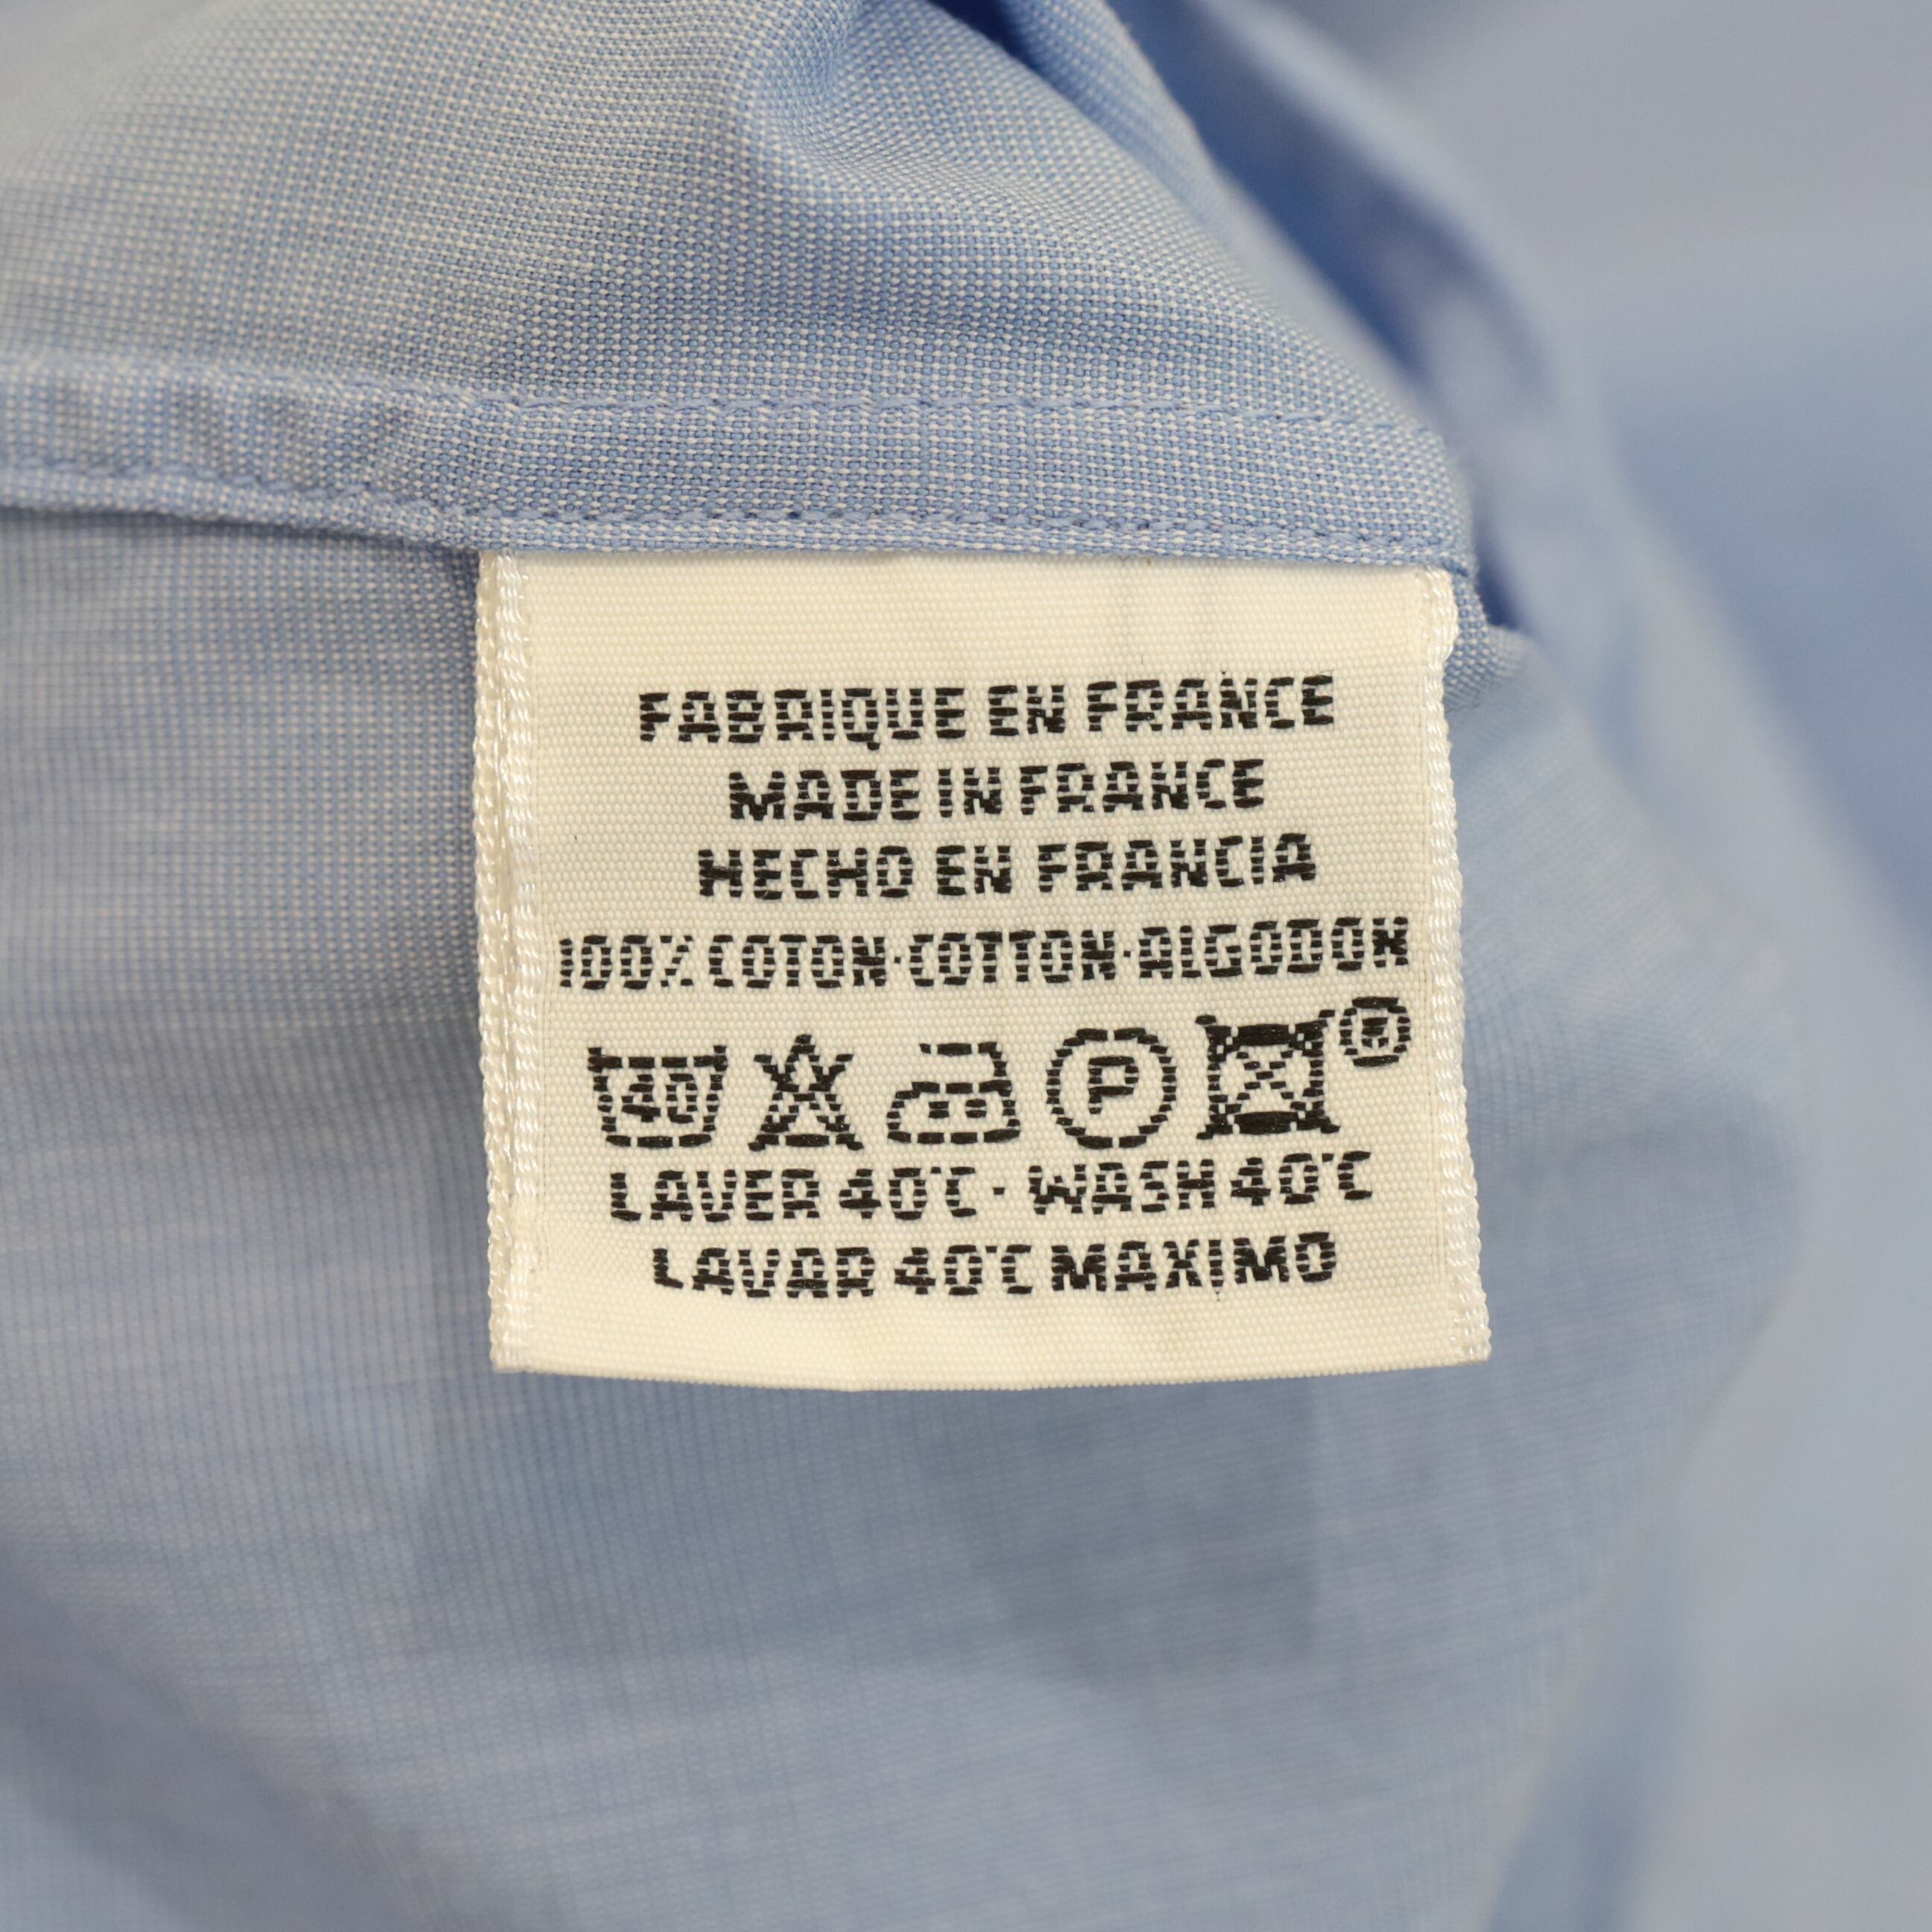 FABRIQUE EN FRANCE
MADE IN FRANCE
HECHO EN FRANCIA
100% COTON·COTTON·ALGODON
40 P ®
LAVER 40°C · WASH 40°C
LAVAR 40°C MAXIMO